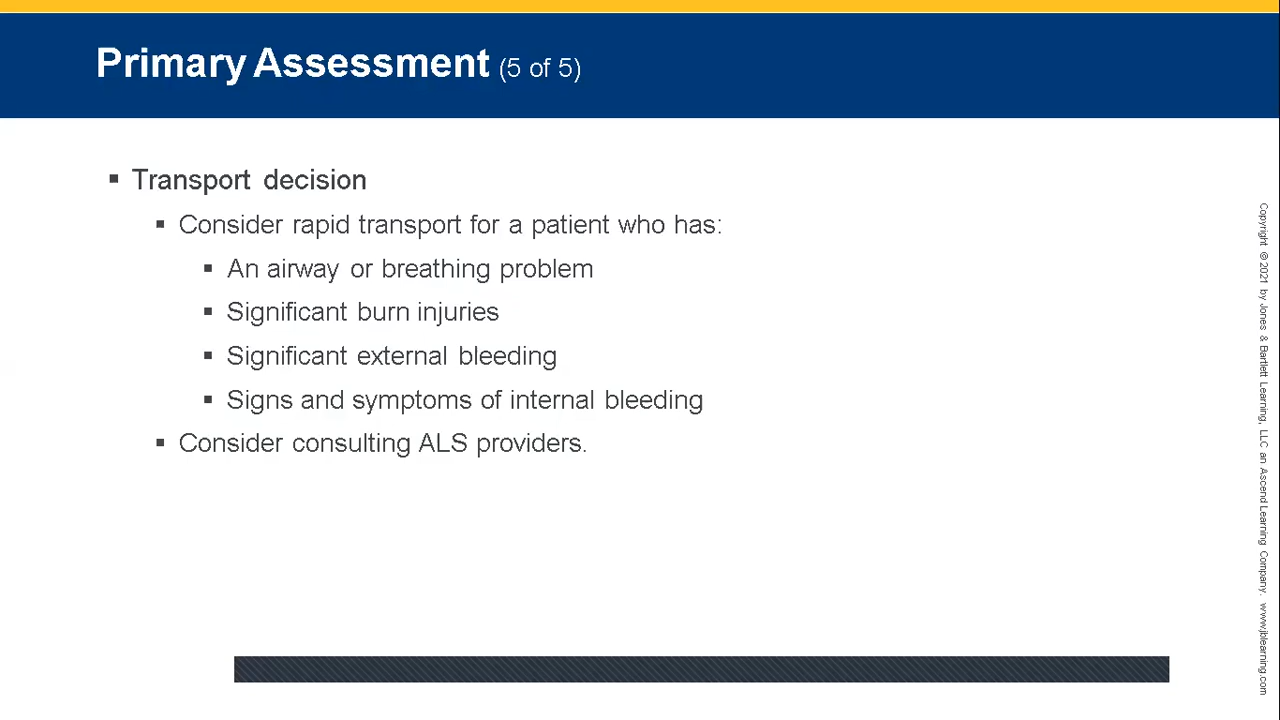 Primary Assessment (5 of 5)
▪ Transport decision
▪ Consider rapid transport for a patient who has:
▪ An airway or breathing problem
▪ Significant burn injuries
▪ Significant external bleeding
▪ Signs and symptoms of internal bleeding
▪ Consider consulting ALS providers.
Copyright © 2021 by Jones & Bartlett Learning, LLC an Ascend Learning Company. www.jblearning.com